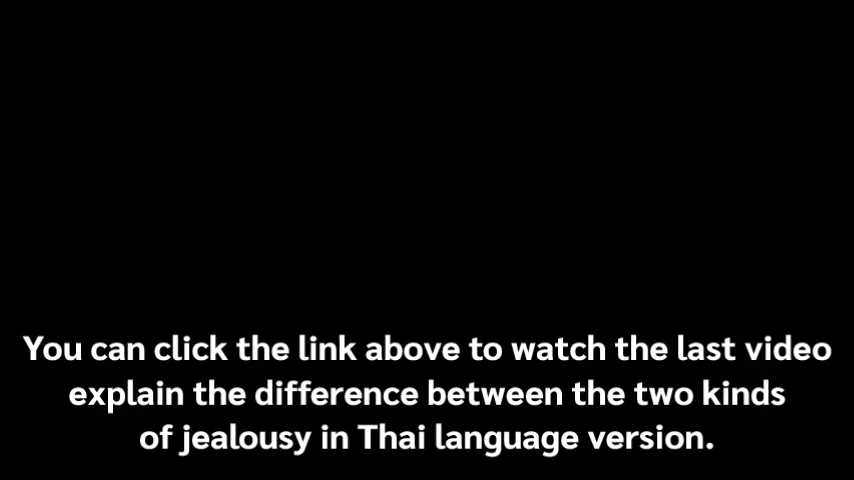 You can click the link above to watch the last video
explain the difference between the two kinds
of jealousy in Thai language version.